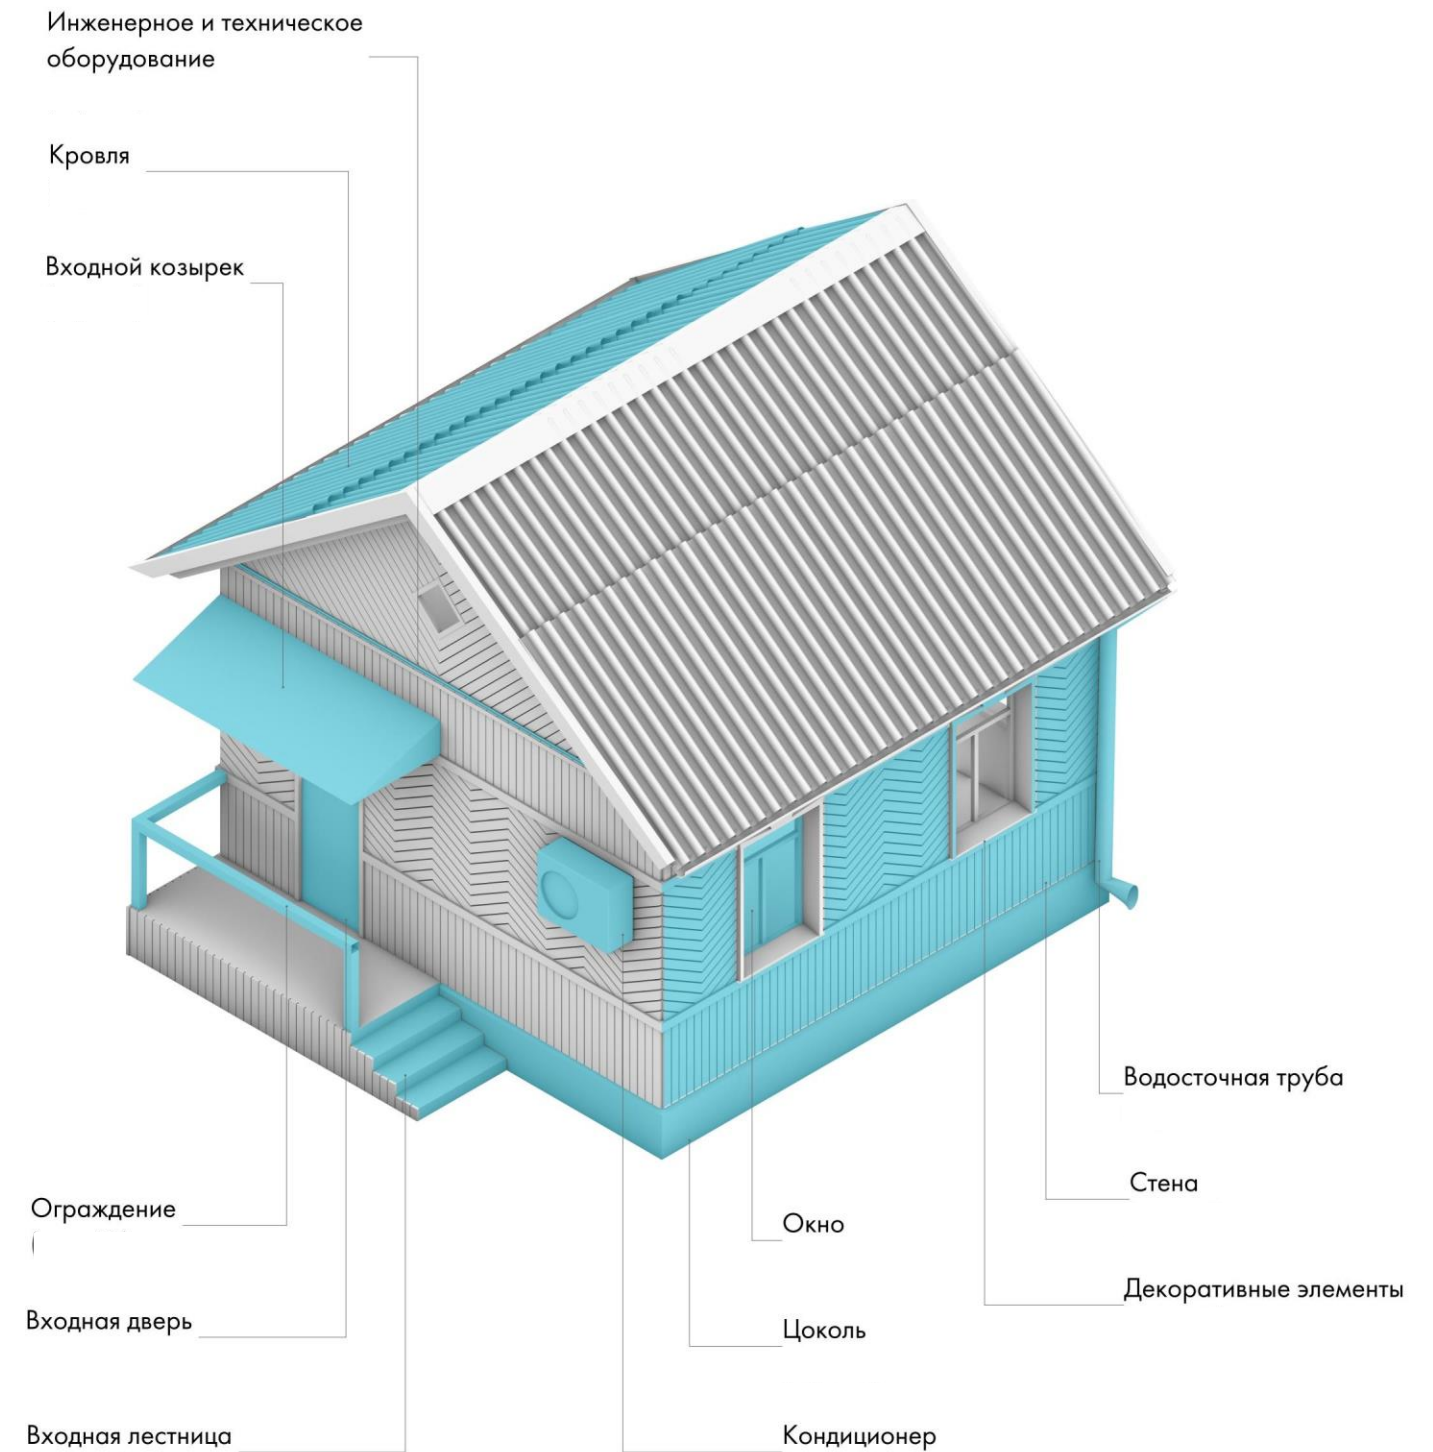 Инженерное и техническое
оборудование
Кровля
Входной козырек
Водосточная труба
Стена
Ограждение
Окно
Декоративные элементы
Входная дверь
Цоколь
Входная лестница
Кондиционер